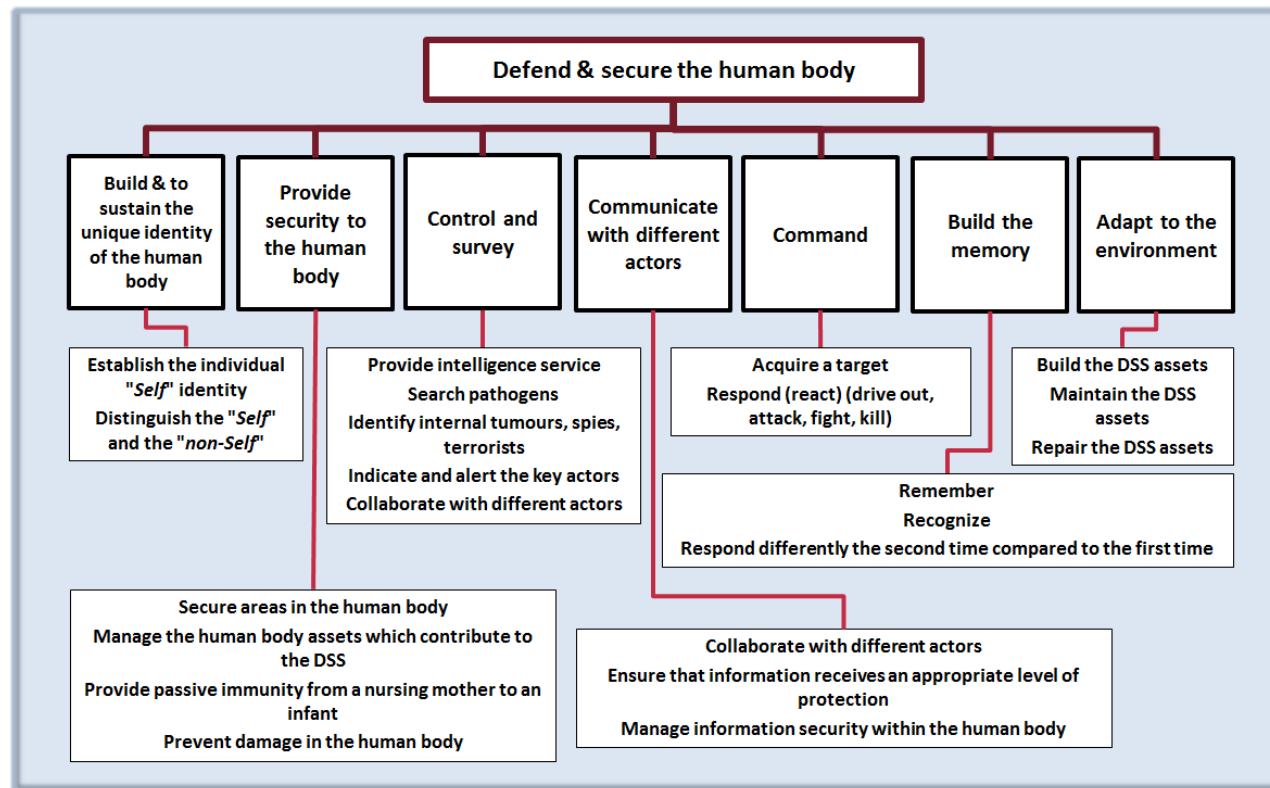 Defend & secure the human body
Build & to
sustain the
unique identity
of the human
body
Provide
security to
the human
body
Control and
survey
Communicate
with different
actors
Command
Build the
memory
Adapt to the
environment
Establish the individual
"Self" identity
Distinguish the "Self"
and the "non-Self"
Provide intelligence service
Search pathogens
Identify internal tumours, spies,
terrorists
Indicate and alert the key actors
Collaborate with different actors
Acquire a target
Respond (react) (drive out,
attack, fight, kill)
Build the DSS assets
Maintain the DSS
assets
Repair the DSS assets
Remember
Recognize
Respond differently the second time compared to the first time
Secure areas in the human body
Manage the human body assets which contribute to
the DSS
Provide passive immunity from a nursing mother to an
infant
Prevent damage in the human body
Collaborate with different actors
Ensure that information receives an appropriate level of
protection
Manage information security within the human body